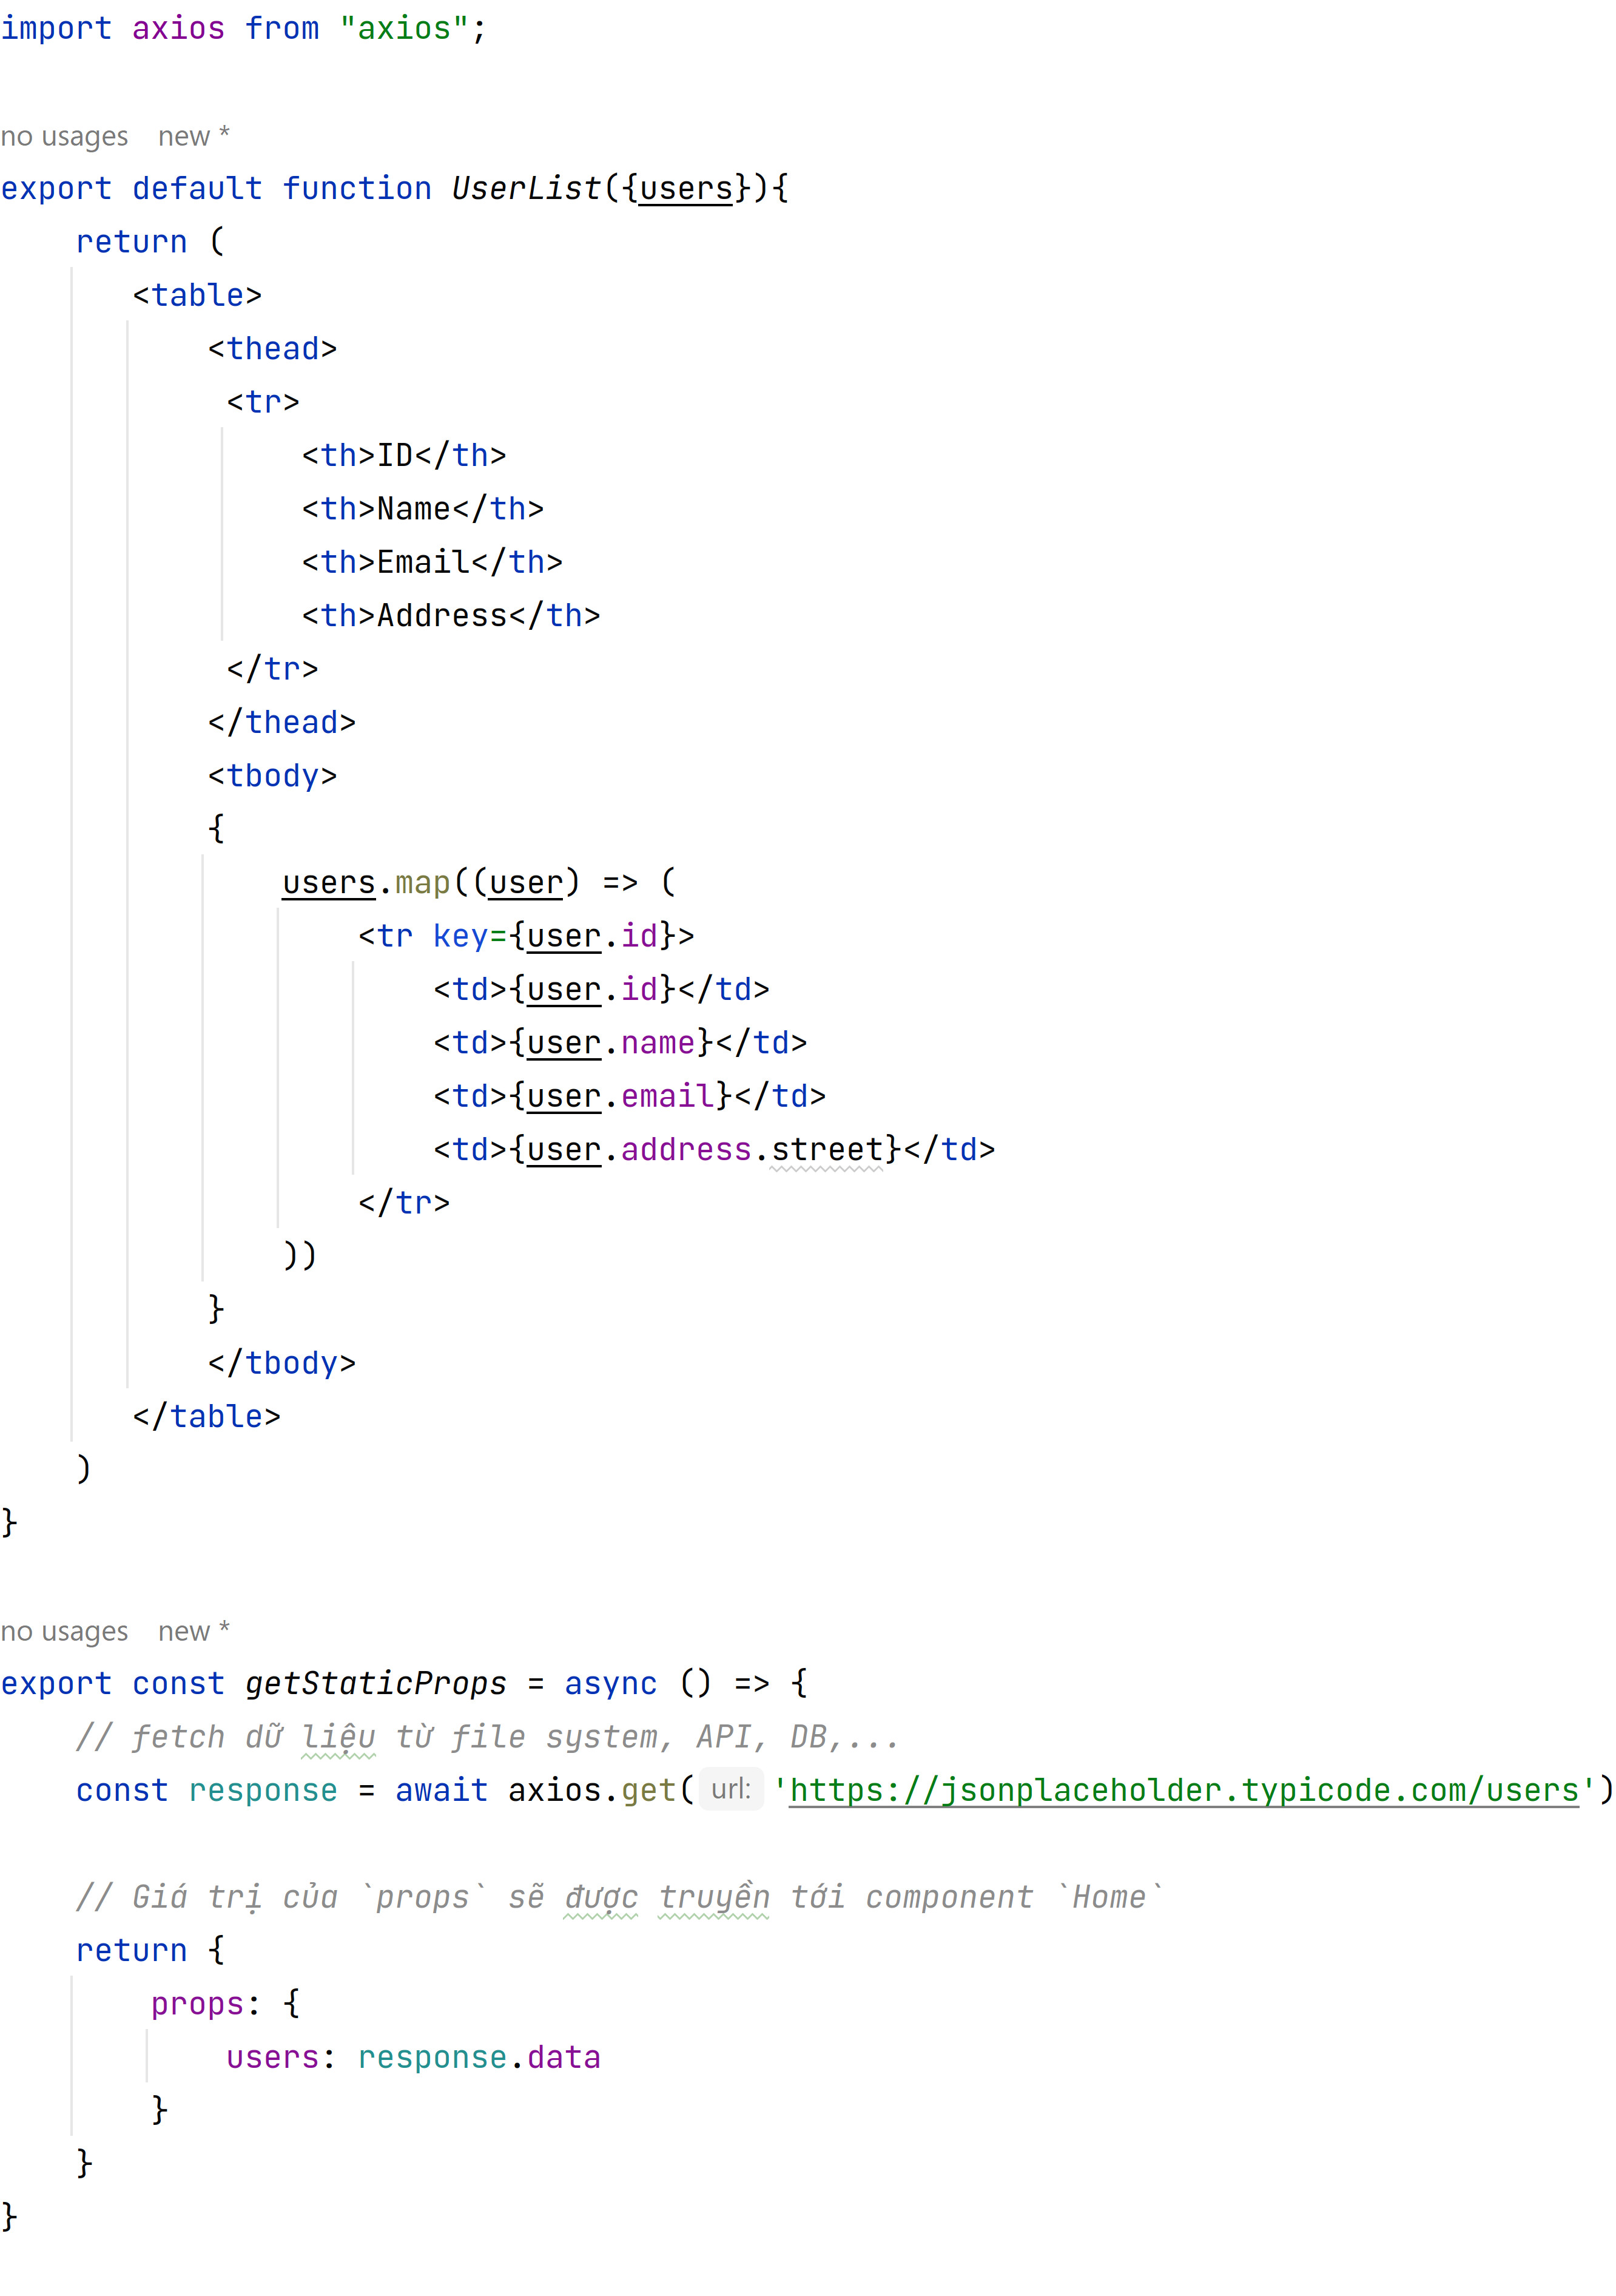 import axios from "axios";
no usages new *
export default function UserList({users}){
return (
<table>
<thead>
<tr>
<th>ID</th>
<th>Name</th>
<th>Email</th>
<th>Address</th>
</tr>
</thead>
<tbody>
{
users.map((user) => (
<tr key={user.id}>
<td>{user.id}</td>
<td>{user.name}</td>
<td>{user.email}</td>
<td>{user.address.street}</td>
</tr>
))
}
</tbody>
</table>
)
}
no usages new *
export const getStaticProps = async () => {
// fetch dữ liệu từ file system, API, DB,...
const response = await axios.get( url: 'https://jsonplaceholder.typicode.com/users')
// Giá trị của `props` sẽ được truyền tới component `Home`
return {
props: {
users: response.data
}
}
}